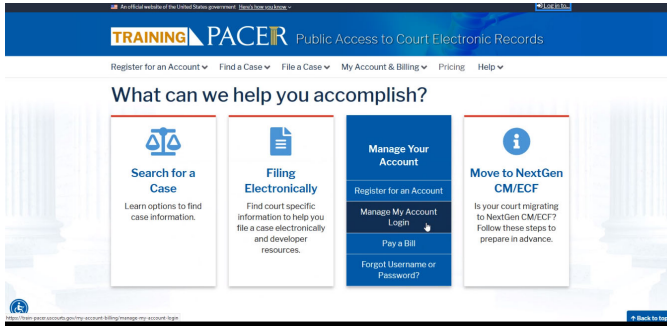 An official website of the United States government Here's how you know
Log in to...
TRAINING PACER Public Access to Court Electronic Records
Register for an Account Find a Case File a Case My Account & Billing Pricing Help
What can we help you accomplish?
Search for a
Case
Learn options to find
case information.
Filing
Electronically
Find court specific
information to help you
file a case electronically
and developer
resources.
Manage Your
Account
Register for an Account
Manage My Account
Login
Pay a Bill
Forgot Username or
Password?
Move to NextGen
CM/ECF
Is your court migrating
to NextGen CM/ECF?
Follow these steps to
prepare in advance.
https://train-pacer.uscourts.gov/my-account-billing/manage-my-account-login
Back to top